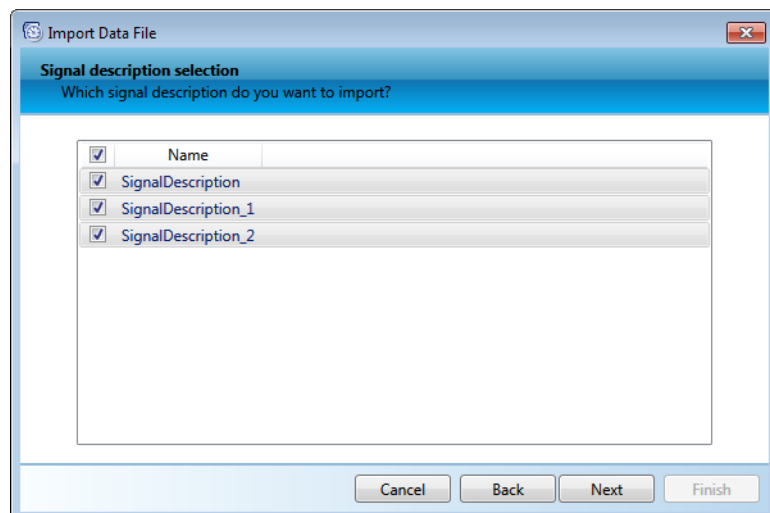 Import Data File
Signal description selection
Which signal description do you want to import?
Name
SignalDescription
SignalDescription_1
SignalDescription_2
Cancel Back Next Finish